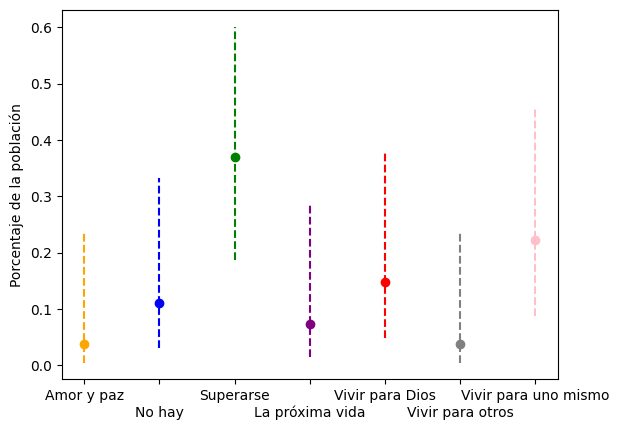 Porcentaje de la población
0.6
0.5
0.4
0.3
0.2
0.1
0.0
Amor y paz
No hay
Superarse
La próxima vida
Vivir para Dios
Vivir para otros
Vivir para uno mismo